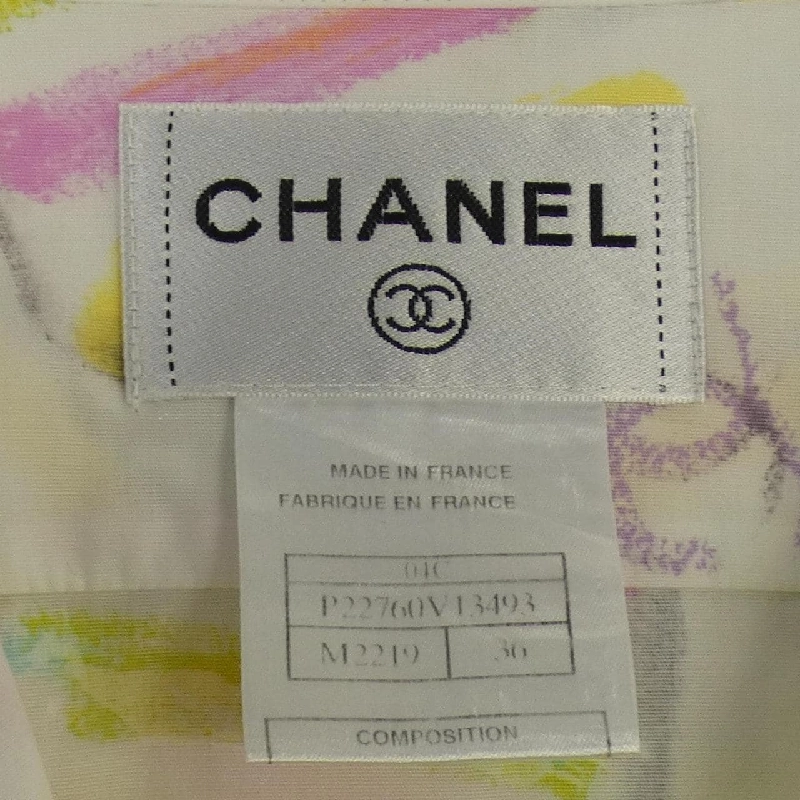 CHANEL
MADE IN FRANCE
FABRIQUE EN FRANCE
04C
P22760V13493
M2219 36
COMPOSITION